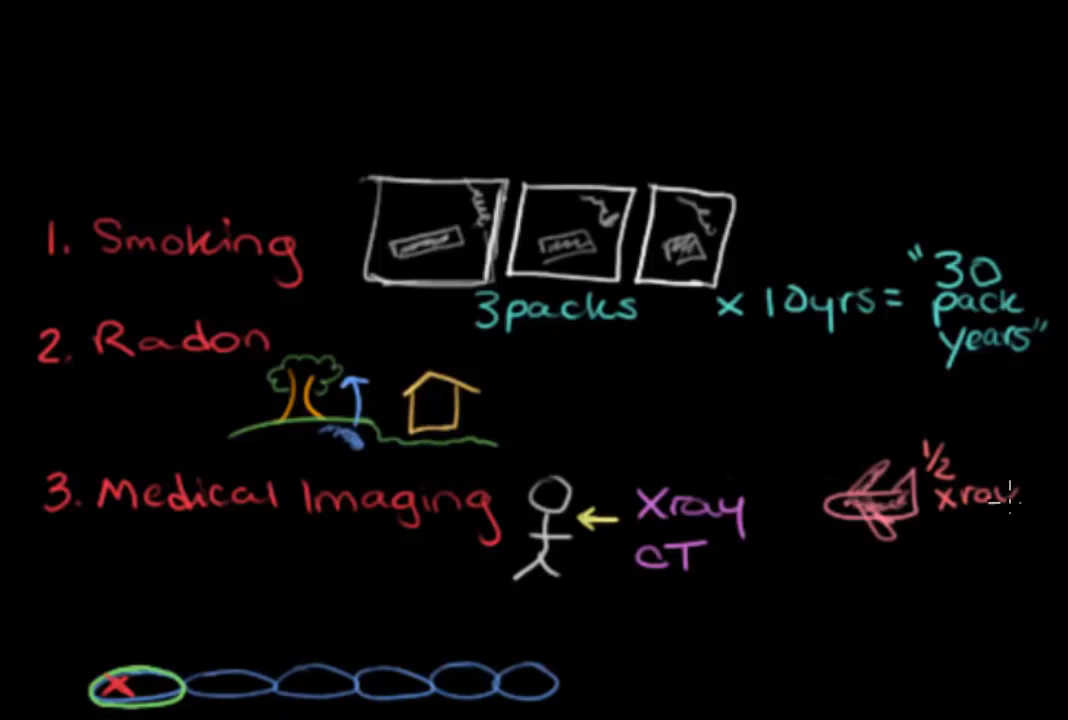 1. Smoking
3packs x 10yrs = "30 pack years"
2. Radon
3. Medical Imaging
Xray
CT
1/2
xray
x